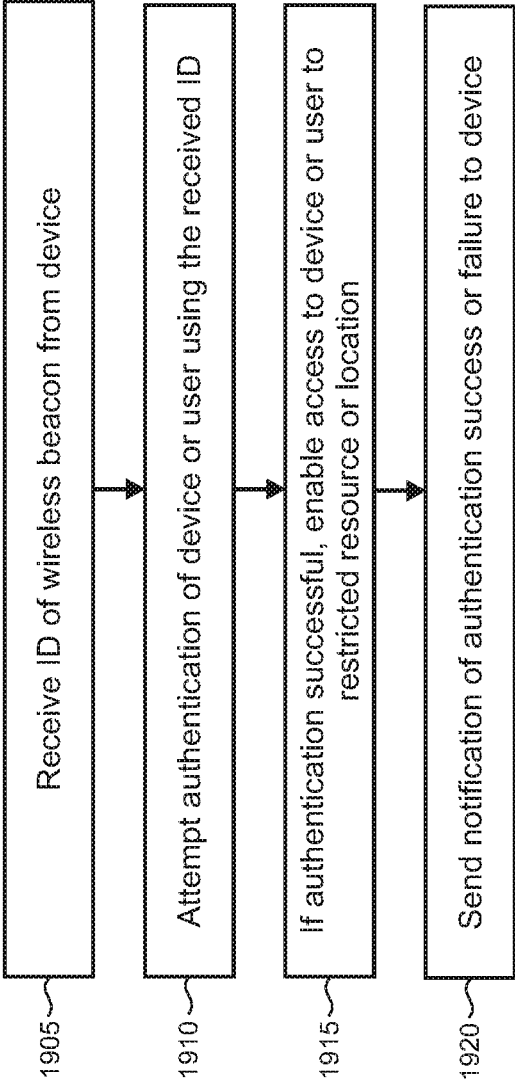 1905
Receive ID of wireless beacon from device
1910
Attempt authentication of device or user using the received ID
1915
If authentication successful, enable access to device or user to
restricted resource or location
1920
Send notification of authentication success or failure to device